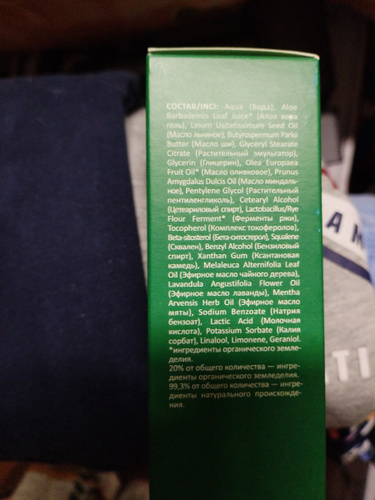 СОСТАВ/INCI: Aqua (Вода), Aloe
Barbadensis Leaf Juice* (Алоэ вера
гель), Linum Usitatissimum Seed Oil
(Масло льняное), Butyrospermum Parkii
Butter (Масло ши), Glyceryl Stearate
Citrate (Растительный эмульгатор),
Glycerin (Глицерин), Olea Europaea
Fruit Oil* (Масло оливковое), Prunus
Amygdalus Dulcis Oil (Масло миндаль-
ное), Pentylene Glycol (Растительный
пентиленгликоль), Cetearyl Alcohol
(Цетеариловый спирт), Lactobacillus/Rye
Flour Ferment* (Ферменты ржи),
Tocopherol (Комплекс токоферолов),
Beta-sitosterol (Бета-ситостерол), Squalene
(Сквален), Benzyl Alcohol (Бензиловый
спирт), Xanthan Gum (Ксантановая
камедь), Melaleuca Alternifolia Leaf
Oil (Эфирное масло чайного дерева),
Lavandula Angustifolia Flower Oil
(Эфирное масло лаванды), Mentha
Arvensis Herb Oil (Эфирное масло
мяты), Sodium Benzoate (Натрия
бензоат), Lactic Acid (Молочная
кислота), Potassium Sorbate (Калия
сорбат), Linalool, Limonene, Geraniol.
*ингредиенты органического земле-
делия.
20% от общего количества — ингре-
диенты органического земледелия.
99,3% от общего количества — ингре-
диенты натурального происхожде-
ния.